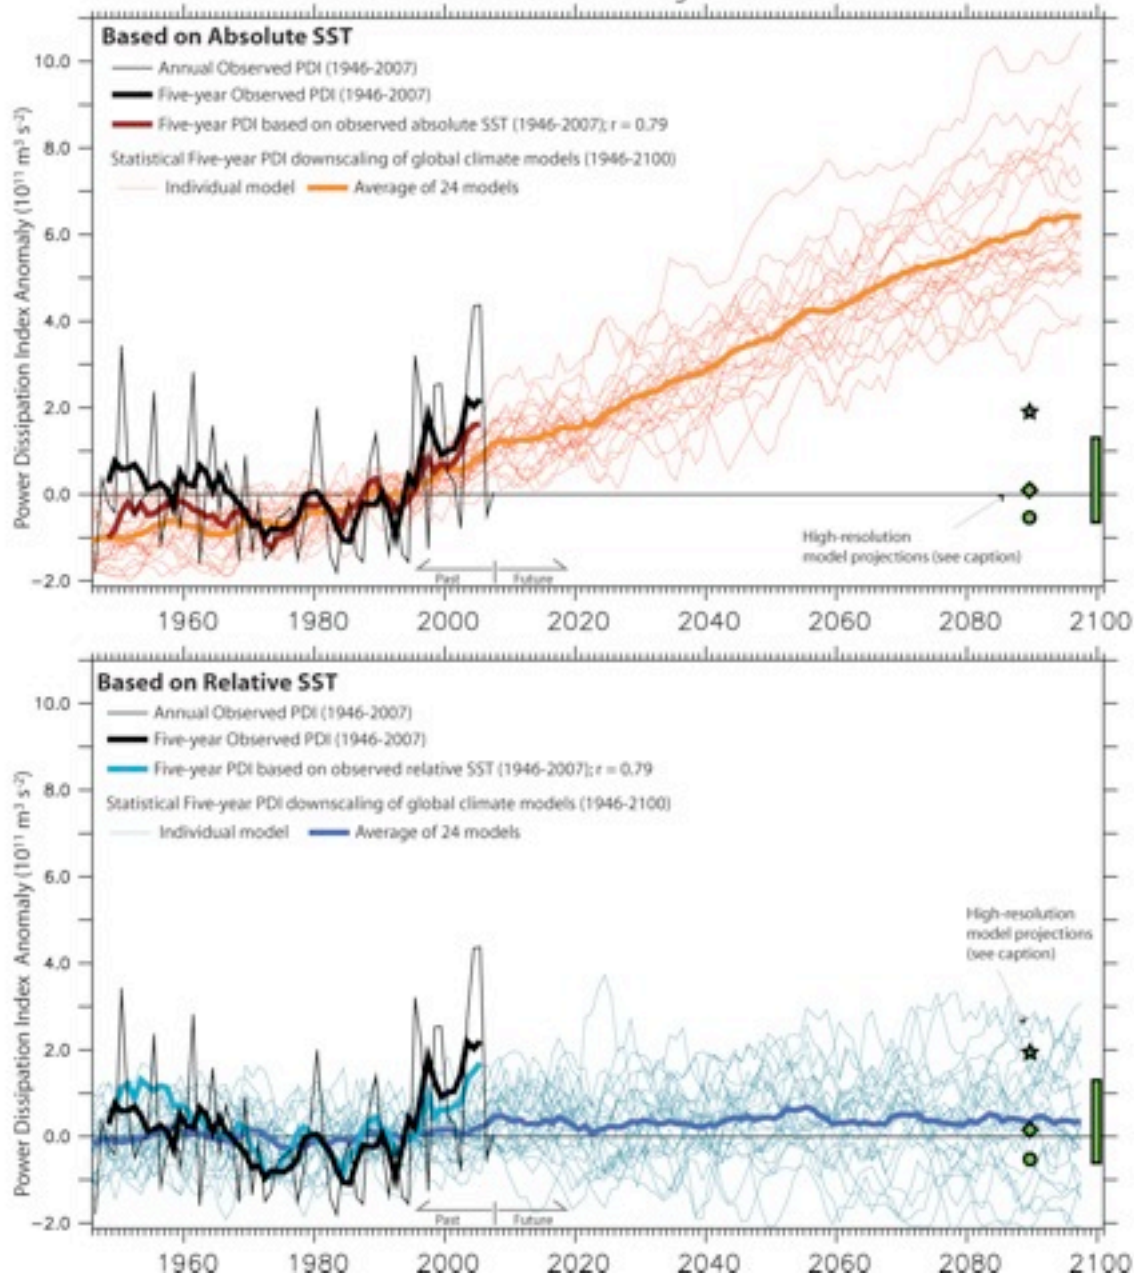 Based on Absolute SST
Annual Observed PDI (1946-2007)
Five-year Observed PDI (1946-2007)
Five-year PDI based on observed absolute SST (1946-2007); r = 0.79
Statistical Five-year PDI downscaling of global climate models (1946-2100)
Individual model Average of 24 models
Power Dissipation Index Anomaly (10¹¹ m³ s⁻²)
10.0
8.0
6.0
4.0
2.0
0.0
−2.0
High-resolution
model projections (see caption)
Past Future
1960 1980 2000 2020 2040 2060 2080 2100
Based on Relative SST
Annual Observed PDI (1946-2007)
Five-year Observed PDI (1946-2007)
Five-year PDI based on observed relative SST (1946-2007); r = 0.79
Statistical Five-year PDI downscaling of global climate models (1946-2100)
Individual model Average of 24 models
Power Dissipation Index Anomaly (10¹¹ m³ s⁻²)
10.0
8.0
6.0
4.0
2.0
0.0
−2.0
High-resolution
model projections
(see caption)
Past Future
1960 1980 2000 2020 2040 2060 2080 2100